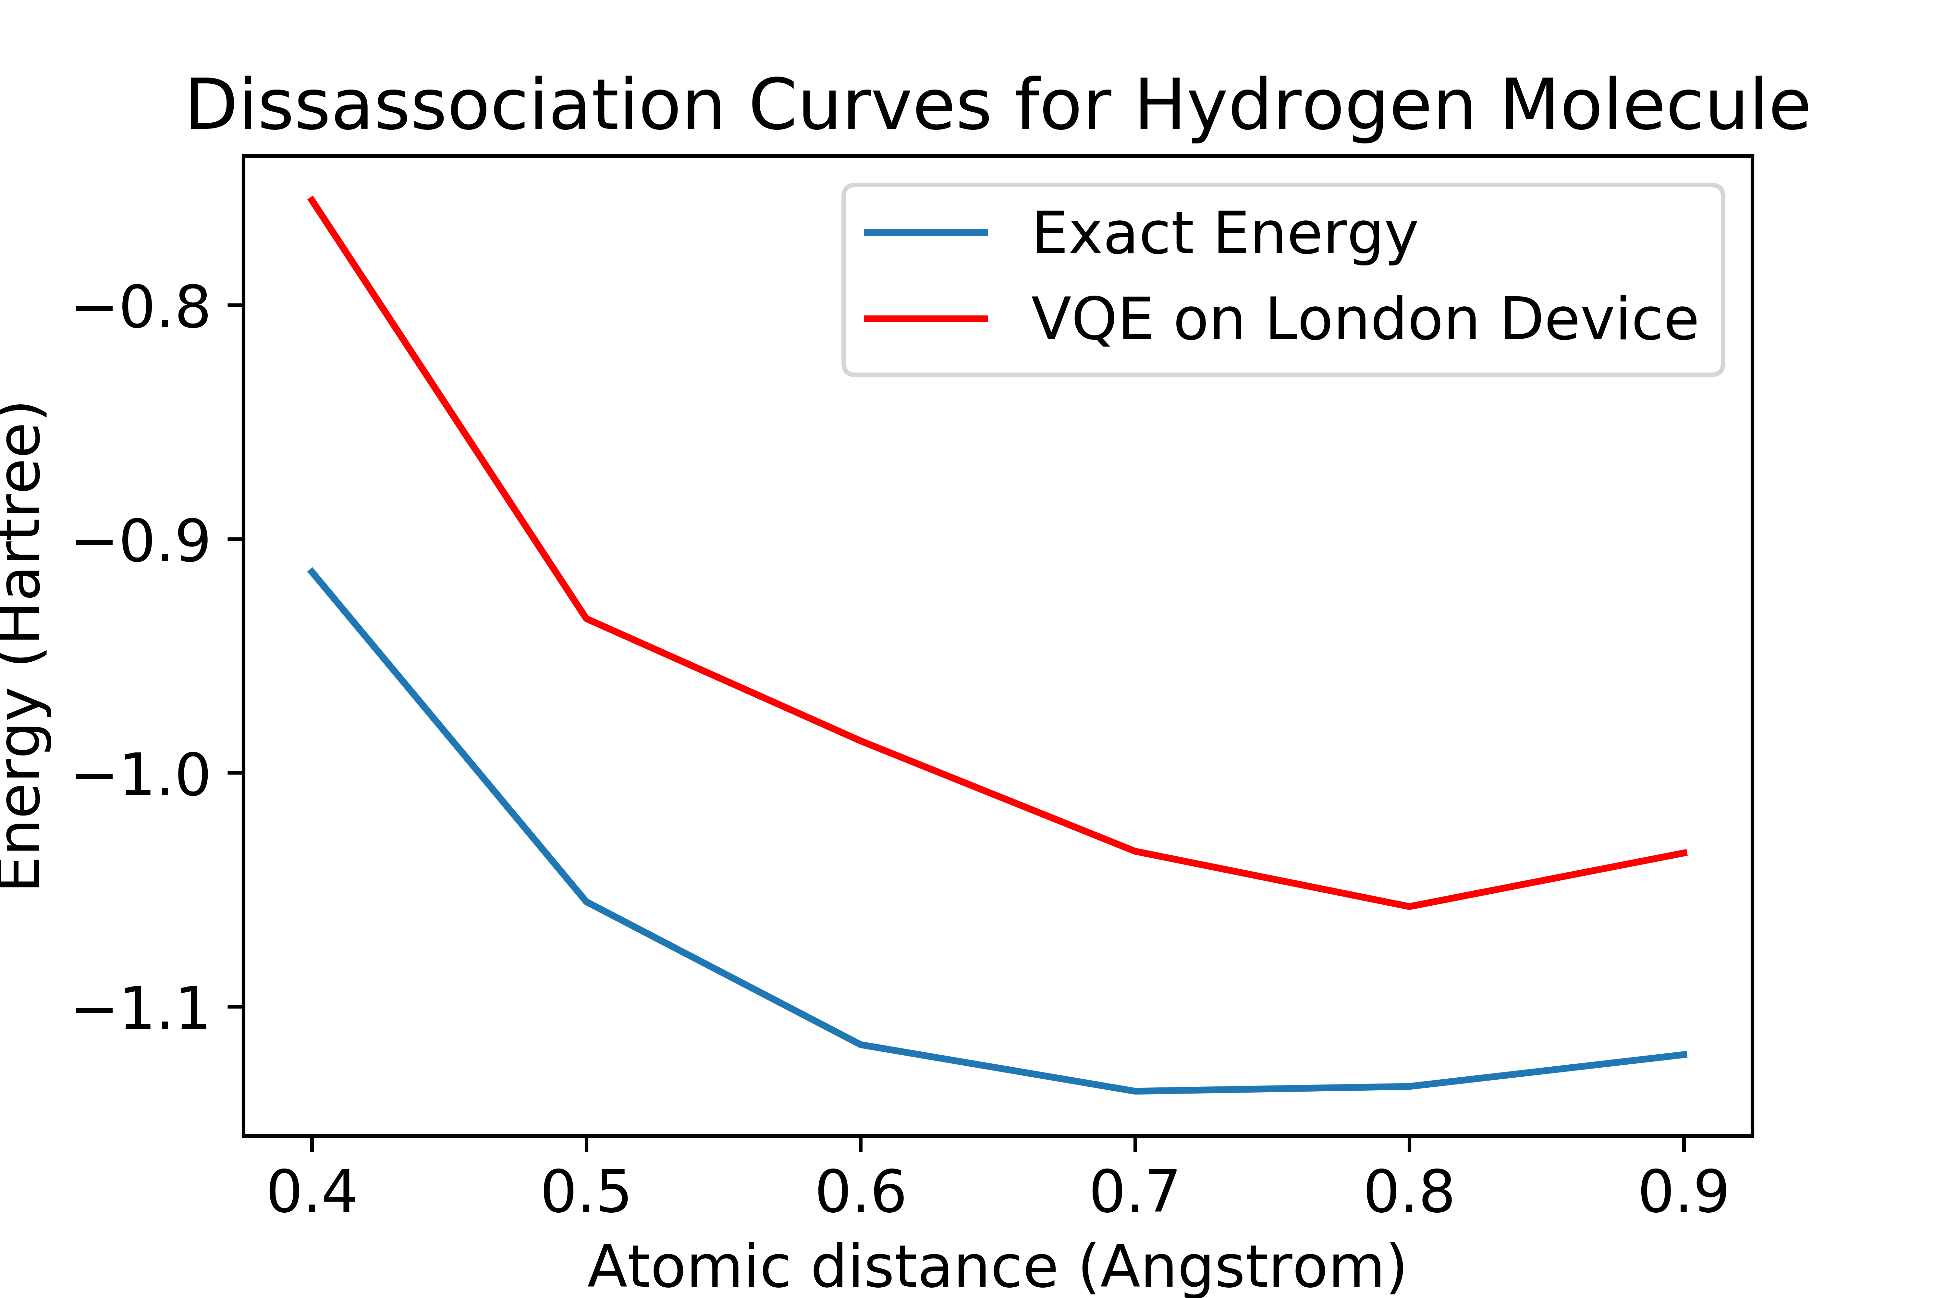 Dissassociation Curves for Hydrogen Molecule
Exact Energy
VQE on London Device
Energy (Hartree)
−0.8
−0.9
−1.0
−1.1
0.4 0.5 0.6 0.7 0.8 0.9
Atomic distance (Angstrom)